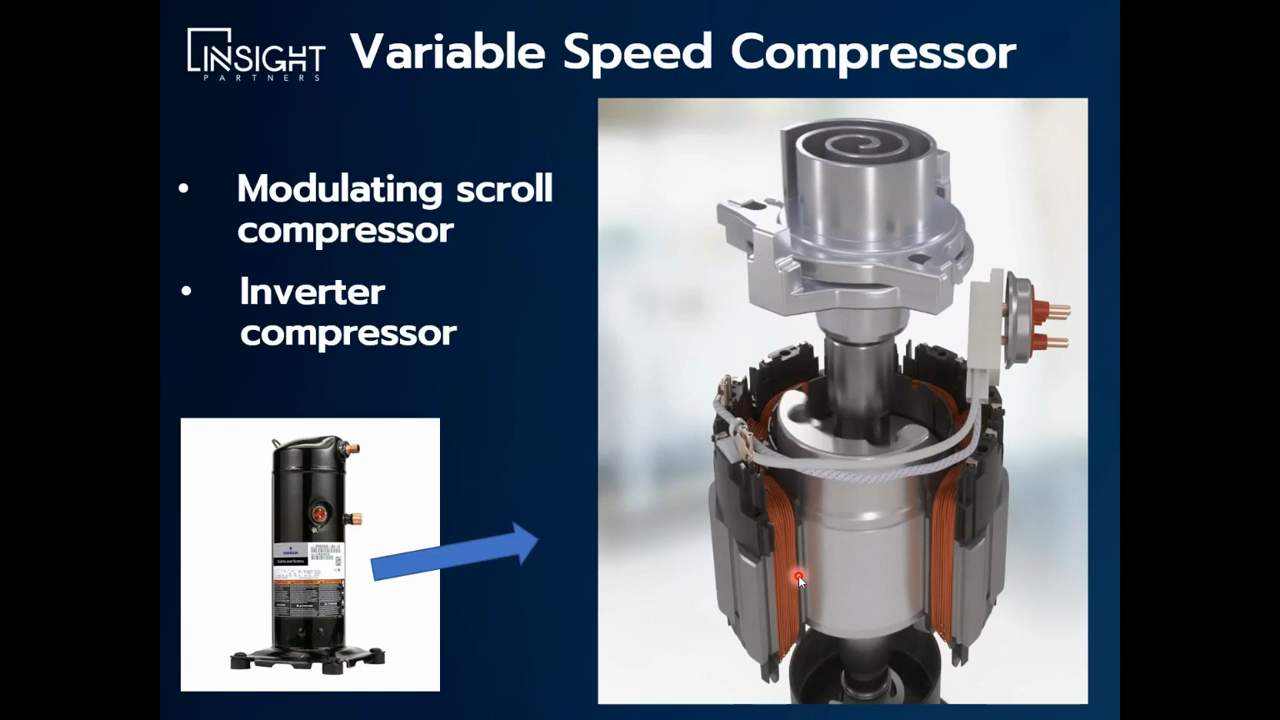 INSIGHT
PARTNERS
Variable Speed Compressor
• Modulating scroll
compressor
• Inverter
compressor